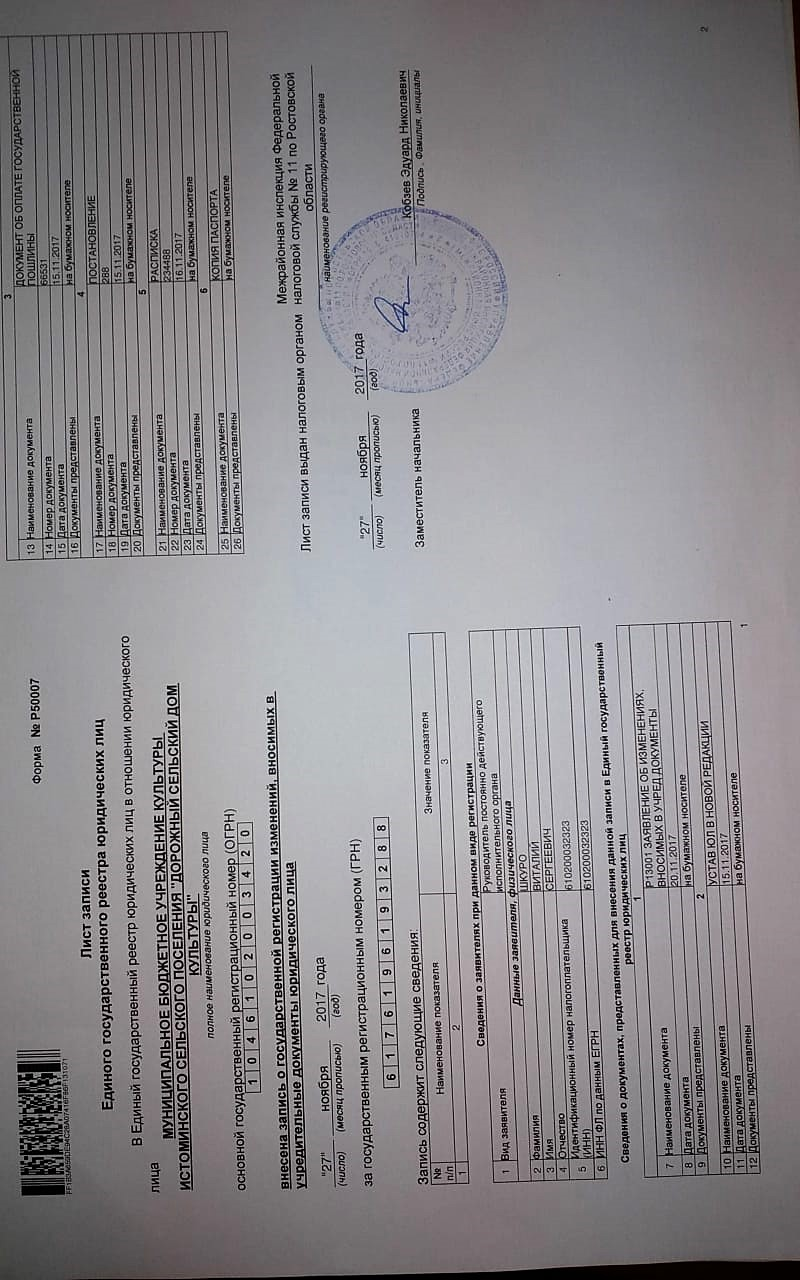 Форма № Р50007
Лист записи
Единого государственного реестра юридических лиц
В Единый государственный реестр юридических лиц в отношении юридического
лица
МУНИЦИПАЛЬНОЕ БЮДЖЕТНОЕ УЧРЕЖДЕНИЕ КУЛЬТУРЫ
ИСТОМИНСКОГО СЕЛЬСКОГО ПОСЕЛЕНИЯ "ДОРОЖНЫЙ СЕЛЬСКИЙ ДОМ
КУЛЬТУРЫ"
полное наименование юридического лица
основной государственный регистрационный номер (ОГРН)
1 0 4 6 1 0 2 0 0 3 4 2 0
внесена запись о государственной регистрации изменений, вносимых в
учредительные документы юридического лица
"27" ноября 2017 года
(число) (месяц прописью) (год)
за государственным регистрационным номером (ГРН)
6 1 7 6 1 9 6 1 9 3 2 8 8
Запись содержит следующие сведения:
№ п/п Наименование показателя Значение показателя
1 2 3
Сведения о заявителях при данном виде регистрации
1 Вид заявителя Руководитель постоянно действующего
исполнительного органа
Данные заявителя, физического лица
2 Фамилия ШКУРО
3 Имя ВИТАЛИЙ
4 Отчество СЕРГЕЕВИЧ
5 Идентификационный номер налогоплательщика (ИНН) 610200032323
6 ИНН ФЛ по данным ЕГРН 610200032323
Сведения о документах, представленных для внесения данной записи в Единый государственный
реестр юридических лиц
1
7 Наименование документа Р13001 ЗАЯВЛЕНИЕ ОБ ИЗМЕНЕНИЯХ,
ВНОСИМЫХ В УЧРЕД.ДОКУМЕНТЫ
8 Дата документа 20.11.2017
9 Документы представлены на бумажном носителе
2
10 Наименование документа УСТАВ ЮЛ В НОВОЙ РЕДАКЦИИ
11 Дата документа 15.11.2017
12 Документы представлены на бумажном носителе
1
3
13 Наименование документа ДОКУМЕНТ ОБ ОПЛАТЕ ГОСУДАРСТВЕННОЙ
ПОШЛИНЫ
14 Номер документа 66531
15 Дата документа 15.11.2017
16 Документы представлены на бумажном носителе
4
17 Наименование документа ПОСТАНОВЛЕНИЕ
18 Номер документа 288
19 Дата документа 15.11.2017
20 Документы представлены на бумажном носителе
5
21 Наименование документа РАСПИСКА
22 Номер документа 23448В
23 Дата документа 16.11.2017
24 Документы представлены на бумажном носителе
6
25 Наименование документа КОПИЯ ПАСПОРТА
26 Документы представлены на бумажном носителе
Лист записи выдан налоговым органом Межрайонная инспекция Федеральной
налоговой службы № 11 по Ростовской
области
наименование регистрирующего органа
"27" ноября 2017 года
(число) (месяц прописью) (год)
Заместитель начальника Кобзев Эдуард Николаевич
Подпись , Фамилия, инициалы
2